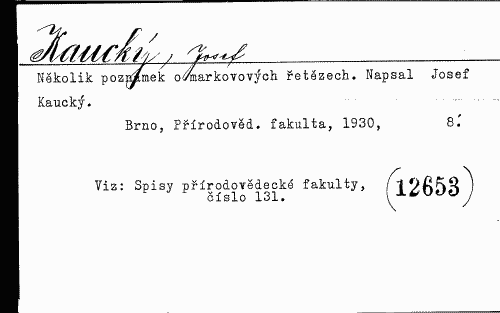 Kaucký, Josef
Několik poznámek o markovových řetězech. Napsal Josef
Kaucký.
Brno, Přírodověd. fakulta, 1930, 8.
Viz: Spisy přírodovědecké fakulty,
číslo 131.
(12653)